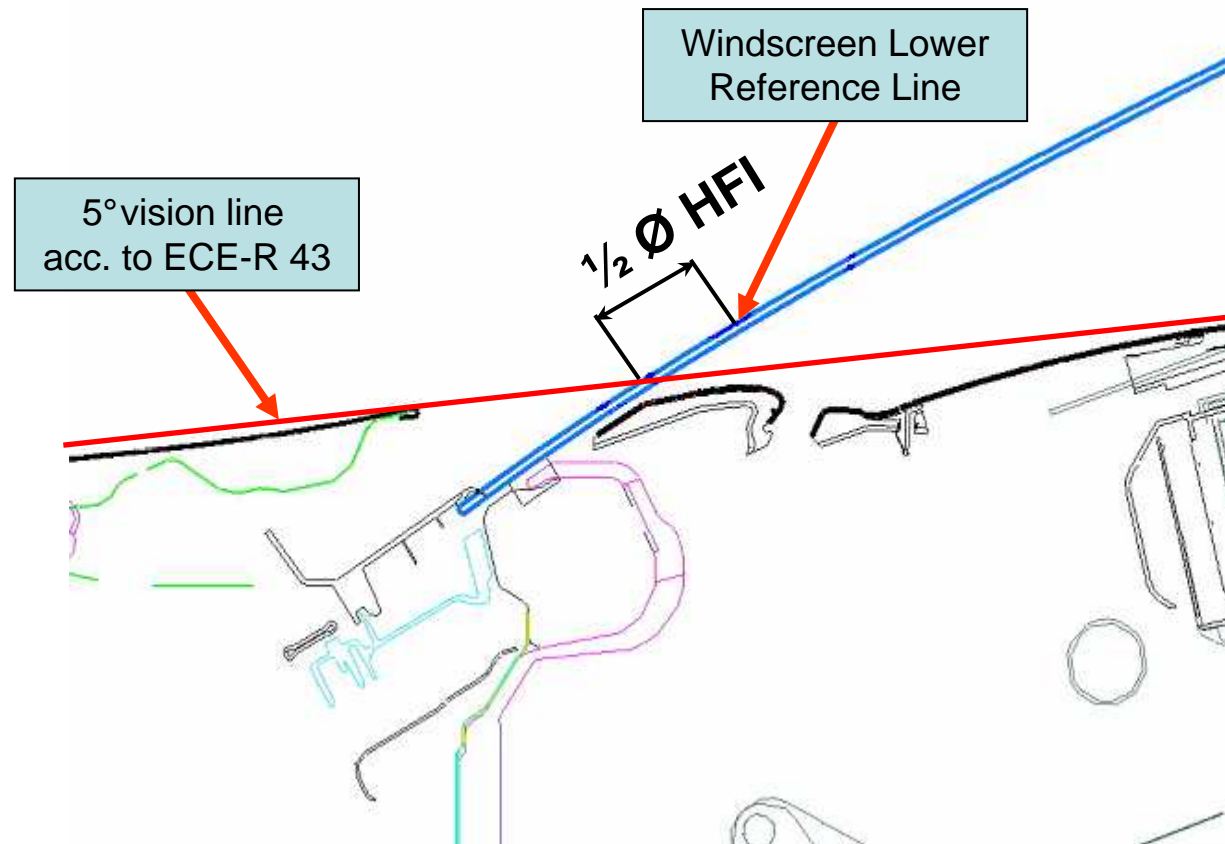 Windscreen Lower
Reference Line
½ Ø HFI
5° vision line
acc. to ECE-R 43